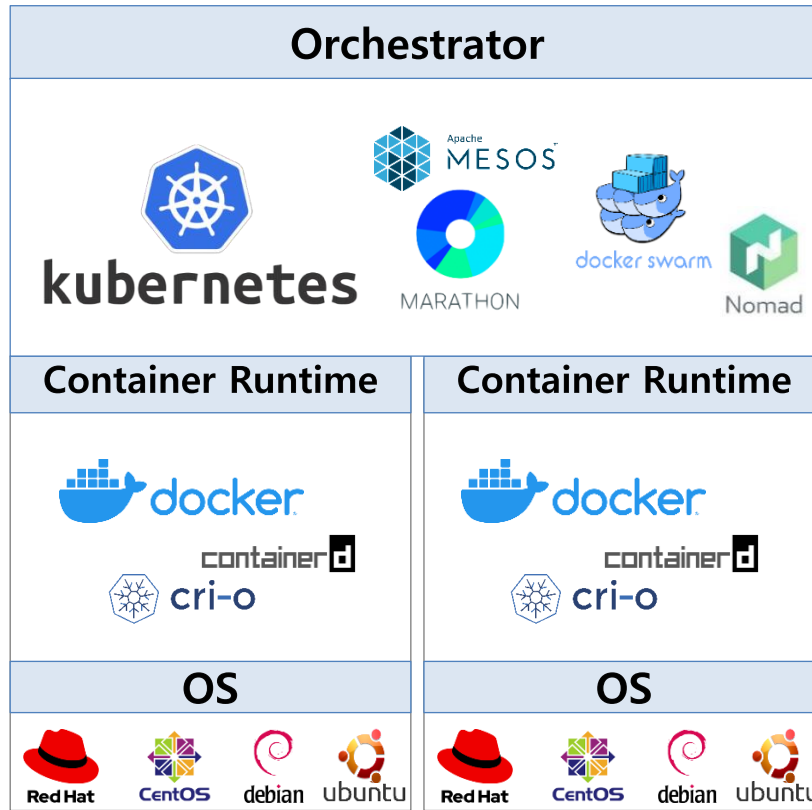 Orchestrator
Apache
MESOS
kubernetes
MARATHON
docker swarm
Nomad
Container Runtime
Container Runtime
docker
docker
containerd
containerd
cri-o
cri-o
OS
OS
Red Hat
CentOS
debian
ubuntu
Red Hat
CentOS
debian
ubuntu